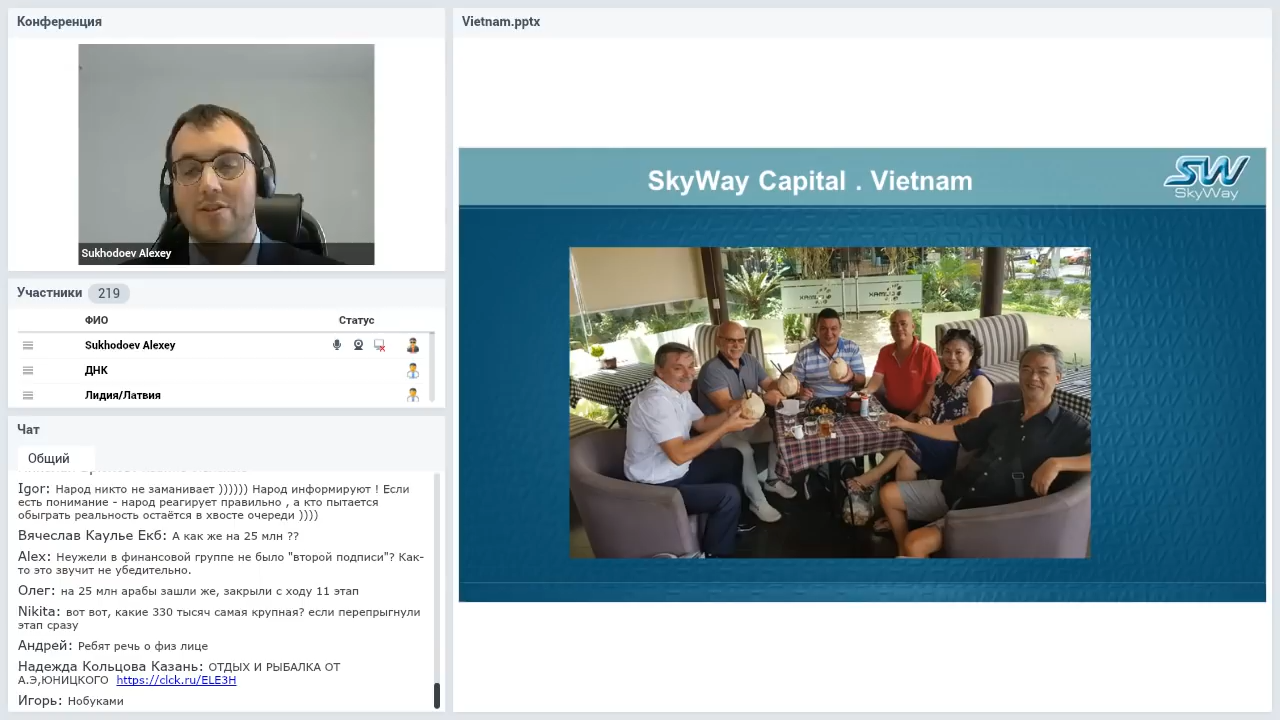 Конференция
Sukhodoev Alexey
Участники 219
ФИО Статус
Sukhodoev Alexey
ДНК
Лидия/Латвия
Чат
Общий
Igor: Народ никто не заманивает )))))) Народ информируют ! Если
есть понимание - народ реагирует правильно , а кто пытается
обыграть реальность остаётся в хвосте очереди ))))
Вячеслав Каулье Екб: А как же на 25 млн ??
Alex: Неужели в финансовой группе не было "второй подписи"? Как-
то это звучит не убедительно.
Олег: на 25 млн арабы зашли же, закрыли с ходу 11 этап
Nikita: вот вот, какие 330 тысяч самая крупная? если перепрыгнули
этап сразу
Андрей: Ребят речь о физ лице
Надежда Кольцова Казань: ОТДЫХ И РЫБАЛКА ОТ
А.Э,ЮНИЦКОГО https://clck.ru/ELE3H
Игорь: Нобуками
Vietnam.pptx
SkyWay Capital . Vietnam
SW
SkyWay